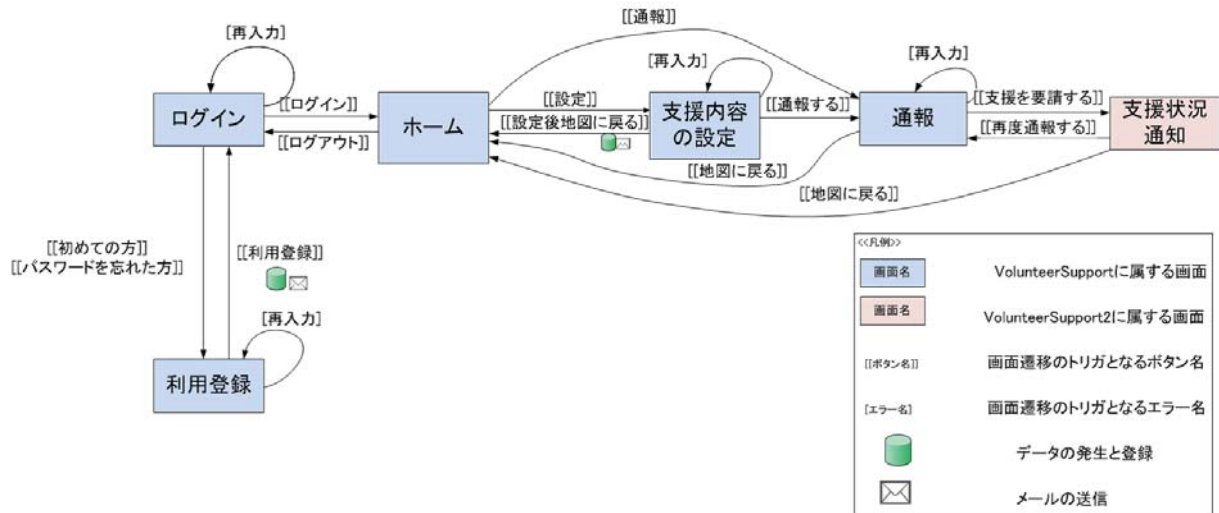 [[通報]]
[再入力]
[再入力]
[再入力]
[[ログイン]]
[[設定]]
[[通報する]]
[[支援を要請する]]
ログイン
ホーム
支援内容
の設定
通報
支援状況
通知
[[ログアウト]]
[[設定後地図に戻る]]
[[再度通報する]]
[[地図に戻る]]
[[地図に戻る]]
[[初めての方]]
[[パスワードを忘れた方]]
[[利用登録]]
[再入力]
利用登録
<<凡例>>
画面名 VolunteerSupportに属する画面
画面名 VolunteerSupport2に属する画面
[[ボタン名]] 画面遷移のトリガとなるボタン名
[エラー名] 画面遷移のトリガとなるエラー名
データの発生と登録
メールの送信